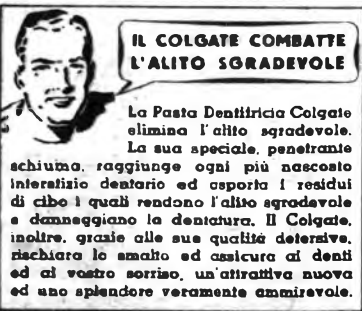 IL COLGATE COMBATTE
L'ALITO SGRADEVOLE
La Pasta Dentifricia Colgate
elimina l'alito sgradevole.
La sua speciale, penetrante
schiuma, raggiunge ogni più nascosto
interstizio dentario ed asporta i residui
di cibo i quali rendono l'alito sgradevole
e danneggiano la dentatura. Il Colgate,
inoltre, grazie alle sue qualità detersive,
rischiara lo smalto ed assicura ai denti
ed al vostro sorriso, un'attrattiva nuova
ed uno splendore veramente ammirevole.